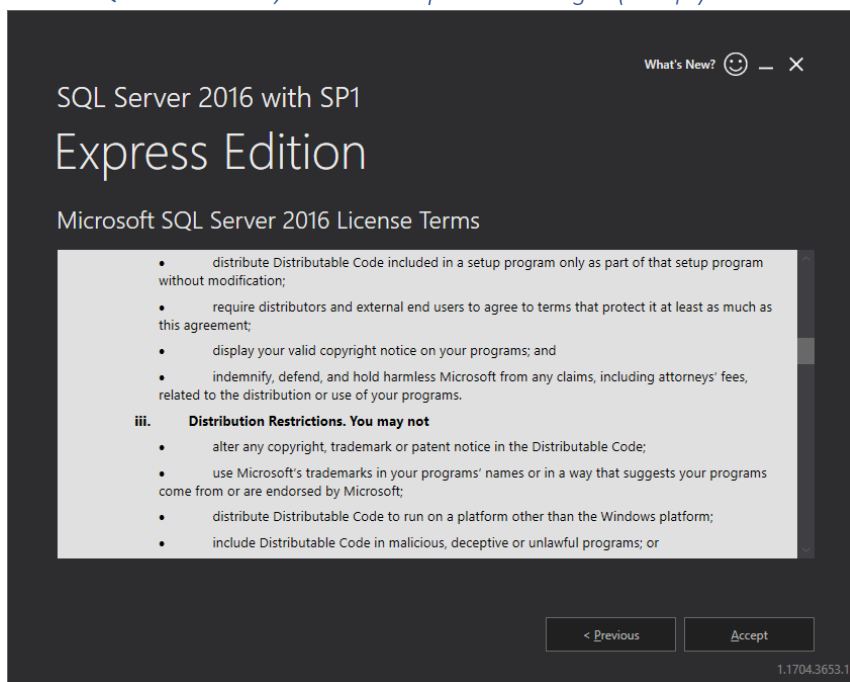 What's New?
SQL Server 2016 with SP1
Express Edition
Microsoft SQL Server 2016 License Terms
• distribute Distributable Code included in a setup program only as part of that setup program
without modification;
• require distributors and external end users to agree to terms that protect it at least as much as
this agreement;
• display your valid copyright notice on your programs; and
• indemnify, defend, and hold harmless Microsoft from any claims, including attorneys' fees,
related to the distribution or use of your programs.
iii. Distribution Restrictions. You may not
• alter any copyright, trademark or patent notice in the Distributable Code;
• use Microsoft's trademarks in your programs' names or in a way that suggests your programs
come from or are endorsed by Microsoft;
• distribute Distributable Code to run on a platform other than the Windows platform;
• include Distributable Code in malicious, deceptive or unlawful programs; or
< Previous
Accept
1.1704.3653.1